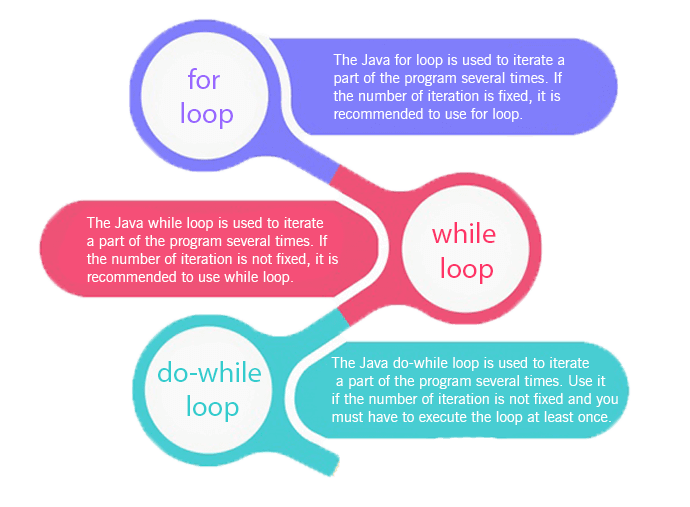 for
loop
The Java for loop is used to iterate a
part of the program several times. If
the number of iteration is fixed, it is
recommended to use for loop.
The Java while loop is used to iterate
a part of the program several times. If
the number of iteration is not fixed, it is
recommended to use while loop.
while
loop
do-while
loop
The Java do-while loop is used to iterate
a part of the program several times. Use it
if the number of iteration is not fixed and you
must have to execute the loop at least once.